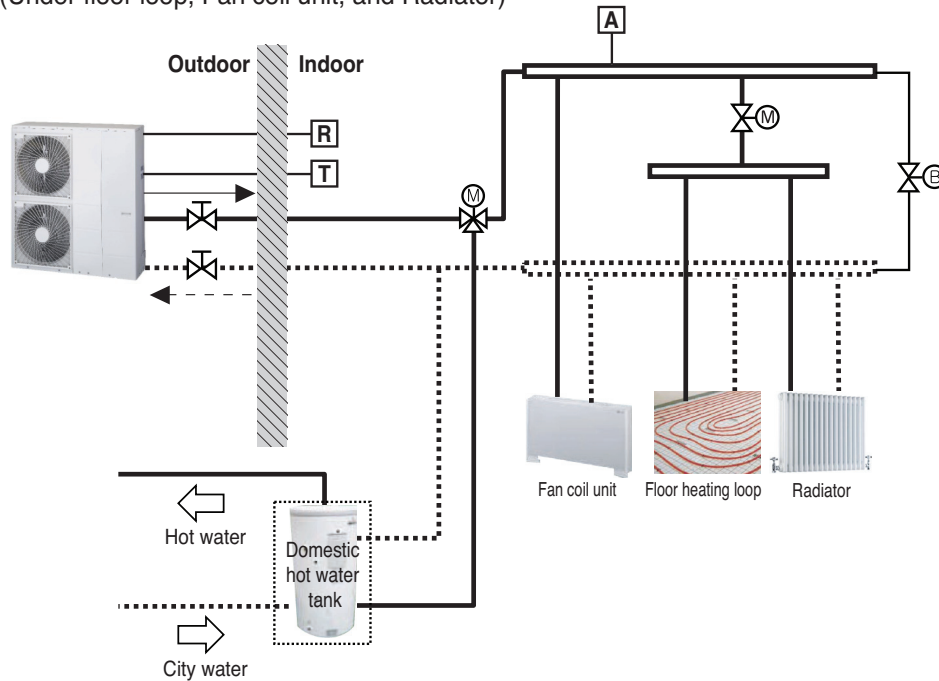 (Under floor loop, Fan coil unit, and Radiator)
A
Outdoor Indoor
R
M
T
B
M
Fan coil unit Floor heating loop Radiator
Hot water
Domestic
hot water
tank
City water